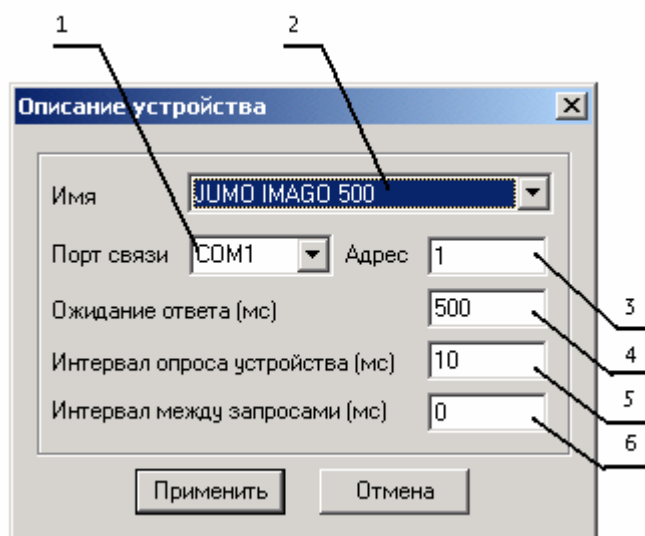 1 2
Описание устройства
Имя JUMO IMAGO 500
Порт связи COM1 Адрес 1
3
Ожидание ответа (мс) 500
4
Интервал опроса устройства (мс) 10
5
Интервал между запросами (мс) 0
6
Применить Отмена